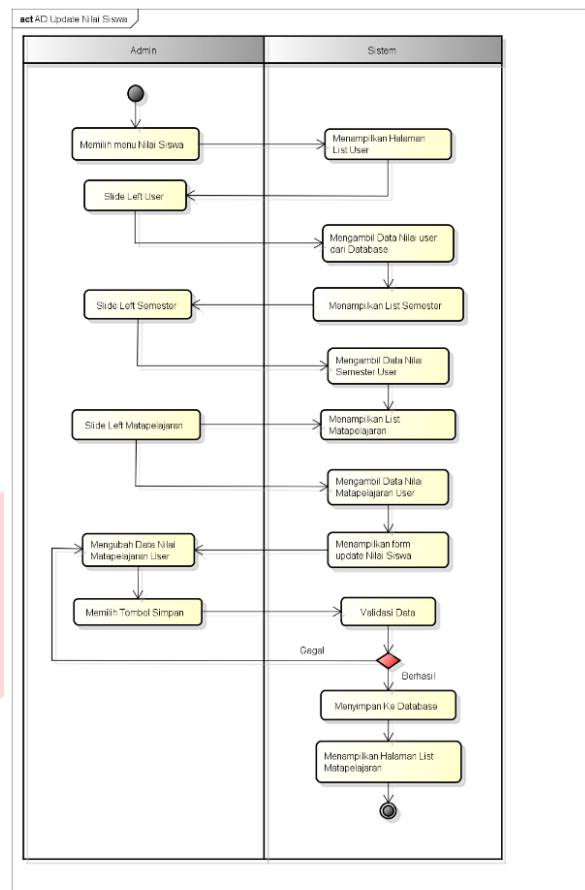 act AD Update Nilai Siswa
Admin
Sistem
Memilih menu Nilai Siswa
Menampilkan Halaman
List User
Slide Left User
Mengambil Data Nilai user
dari Database
Slide Left Semester
Menampilkan List Semester
Mengambil Data Nilai
Semester User
Slide Left Matapelajaran
Menampilkan List
Matapelajaran
Mengambil Data Nilai
Matapelajaran User
Mengubah Data Nilai
Matapelajaran User
Menampilkan form
update Nilai Siswa
Memilih Tombol Simpan
Validasi Data
Gagal
Berhasil
Menyimpan Ke Database
Menampilkan Halaman List
Matapelajaran